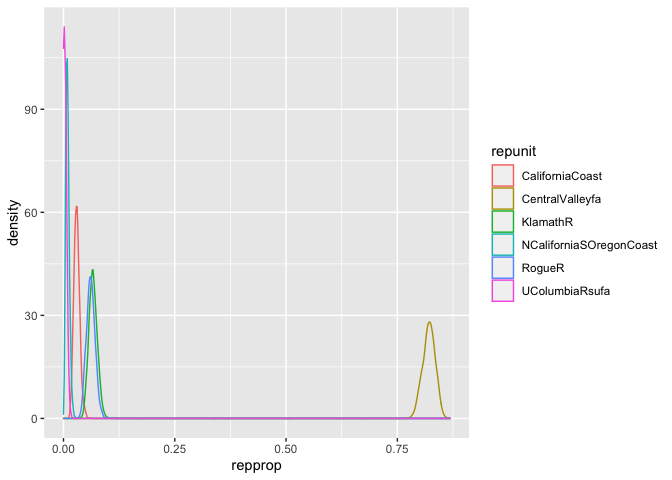 90
60
30
0
density
0.00
0.25
0.50
0.75
repprop
repunit
CaliforniaCoast
CentralValleyfa
KlamathR
NCaliforniaSOregonCoast
RogueR
UColumbiaRsufa